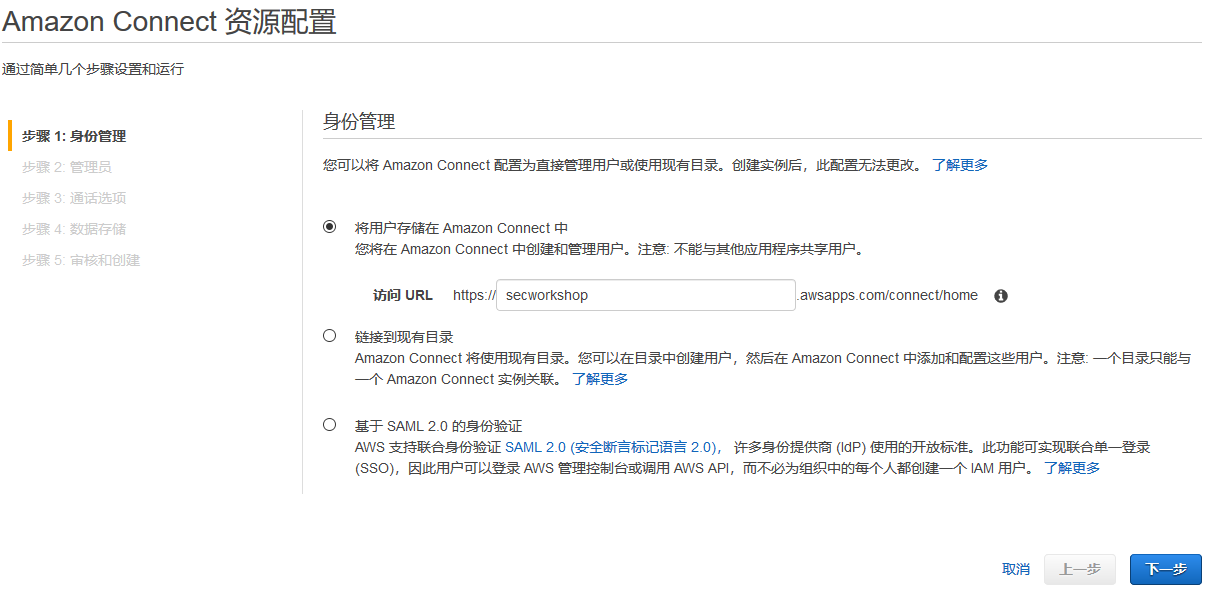 Amazon Connect 资源配置
通过简单几个步骤设置和运行
步骤 1: 身份管理
步骤 2: 管理员
步骤 3: 通话选项
步骤 4: 数据存储
步骤 5: 审核和创建
身份管理
您可以将 Amazon Connect 配置为直接管理用户或使用现有目录。创建实例后，此配置无法更改。 了解更多
将用户存储在 Amazon Connect 中
您将在 Amazon Connect 中创建和管理用户。注意: 不能与其他应用程序共享用户。
访问 URL https:// secworkshop .awsapps.com/connect/home
链接到现有目录
Amazon Connect 将使用现有目录。您可以在目录中创建用户，然后在 Amazon Connect 中添加和配置这些用户。注意: 一个目录只能与
一个 Amazon Connect 实例关联。 了解更多
基于 SAML 2.0 的身份验证
AWS 支持联合身份验证 SAML 2.0 (安全断言标记语言 2.0)， 许多身份提供商 (IdP) 使用的开放标准。此功能可实现联合单一登录
(SSO)，因此用户可以登录 AWS 管理控制台或调用 AWS API，而不必为组织中的每个人都创建一个 IAM 用户。 了解更多
取消 上一步 下一步